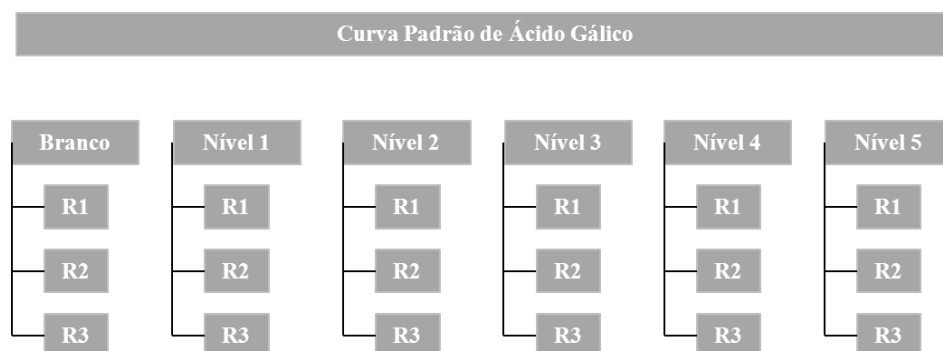 Curva Padrão de Ácido Gálico
Branco Nível 1 Nível 2 Nível 3 Nível 4 Nível 5
R1 R1 R1 R1 R1 R1
R2 R2 R2 R2 R2 R2
R3 R3 R3 R3 R3 R3